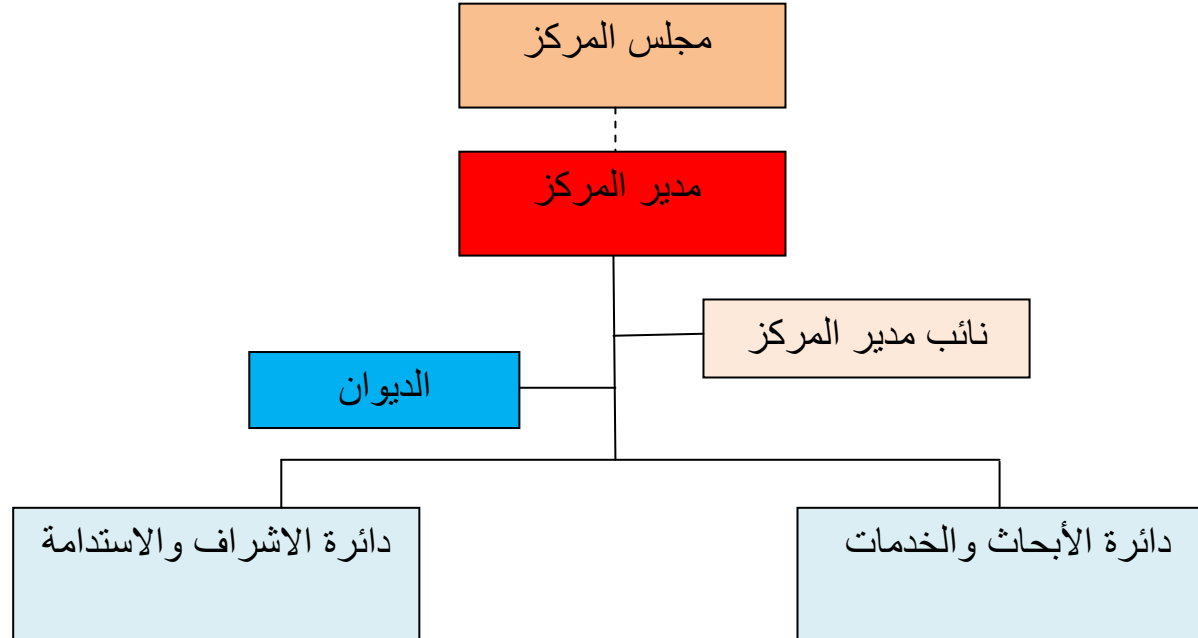 مجلس المركز
مدير المركز
نائب مدير المركز
الديوان
دائرة الأبحاث والخدمات
دائرة الاشراف والاستدامة